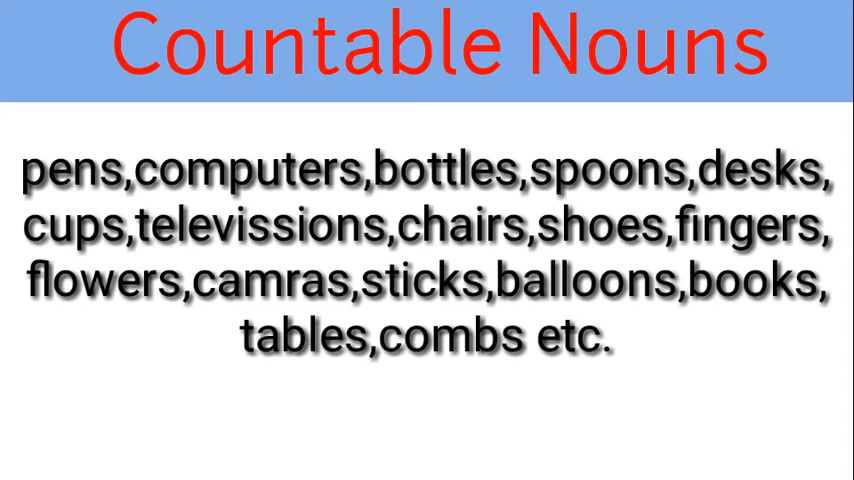 Countable Nouns
pens,computers,bottles,spoons,desks,
cups,televissions,chairs,shoes,fingers,
flowers,camras,sticks,balloons,books,
tables,combs etc.